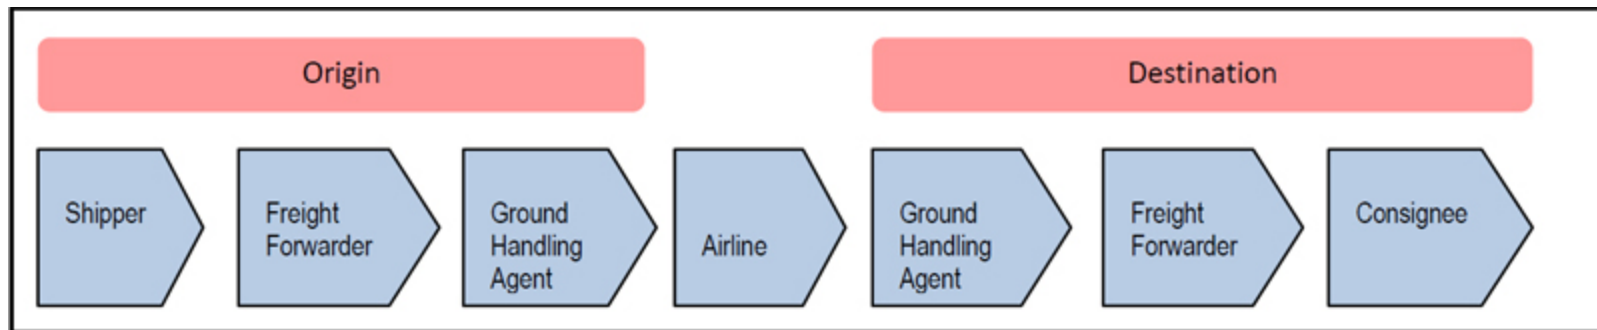 Origin
Destination
Shipper
Freight
Forwarder
Ground
Handling
Agent
Airline
Ground
Handling
Agent
Freight
Forwarder
Consignee